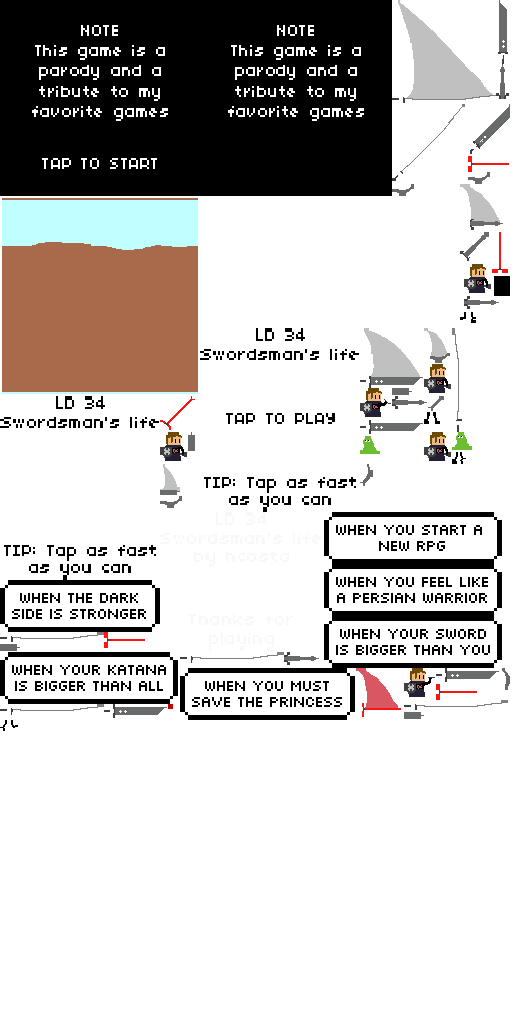 NOTE
This game is a
parody and a
tribute to my
favorite games
TAP TO START
NOTE
This game is a
parody and a
tribute to my
favorite games
LD 34
Swordsman's life
LD 34
Swordsman's life
TAP TO PLAY
TIP: Tap as fast
as you can
LD 34
Swordsman's life
by ncosta
TIP: Tap as fast
as you can
WHEN YOU START A
NEW RPG
WHEN YOU FEEL LIKE
A PERSIAN WARRIOR
WHEN THE DARK
SIDE IS STRONGER
Thanks for
playing
WHEN YOUR SWORD
IS BIGGER THAN YOU
WHEN YOUR KATANA
IS BIGGER THAN ALL
WHEN YOU MUST
SAVE THE PRINCESS